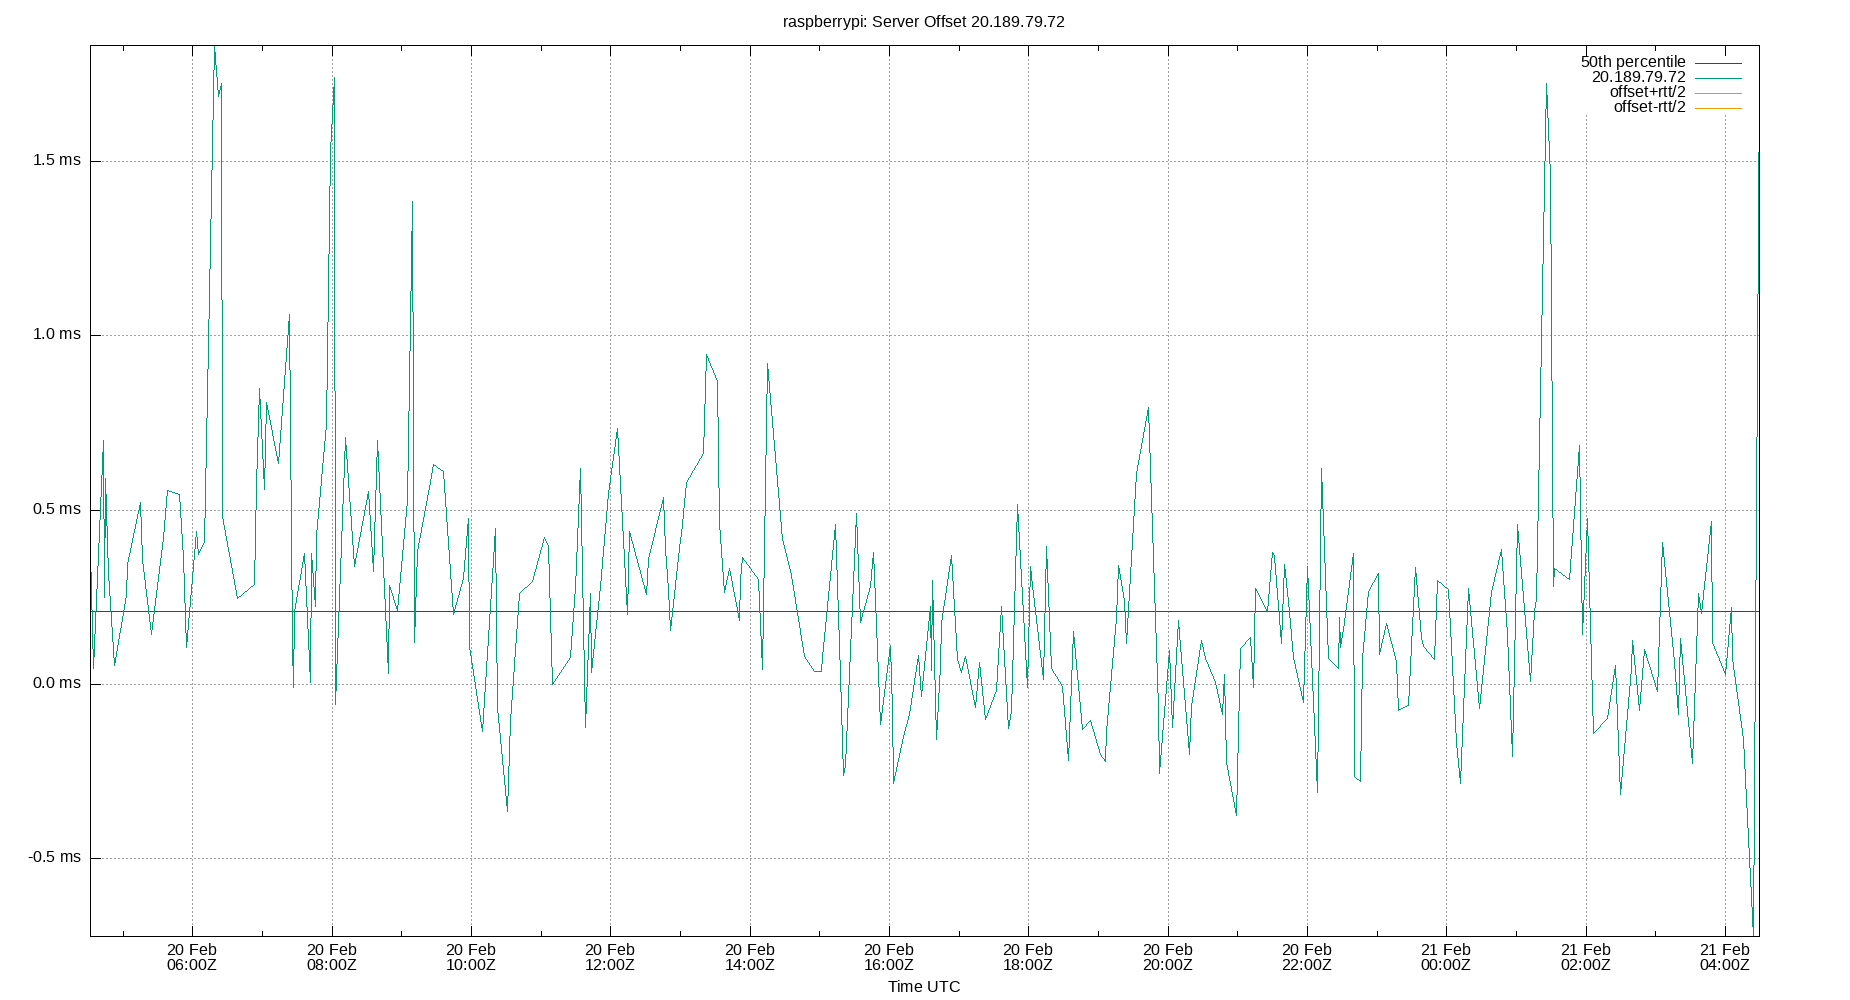 raspberrypi: Server Offset 20.189.79.72
50th percentile
20.189.79.72
offset+rtt/2
offset-rtt/2
1.5 ms
1.0 ms
0.5 ms
0.0 ms
-0.5 ms
20 Feb 20 Feb 20 Feb 20 Feb 20 Feb 20 Feb 20 Feb 20 Feb 20 Feb 21 Feb 21 Feb 21 Feb
06:00Z 08:00Z 10:00Z 12:00Z 14:00Z 16:00Z 18:00Z 20:00Z 22:00Z 00:00Z 02:00Z 04:00Z
Time UTC